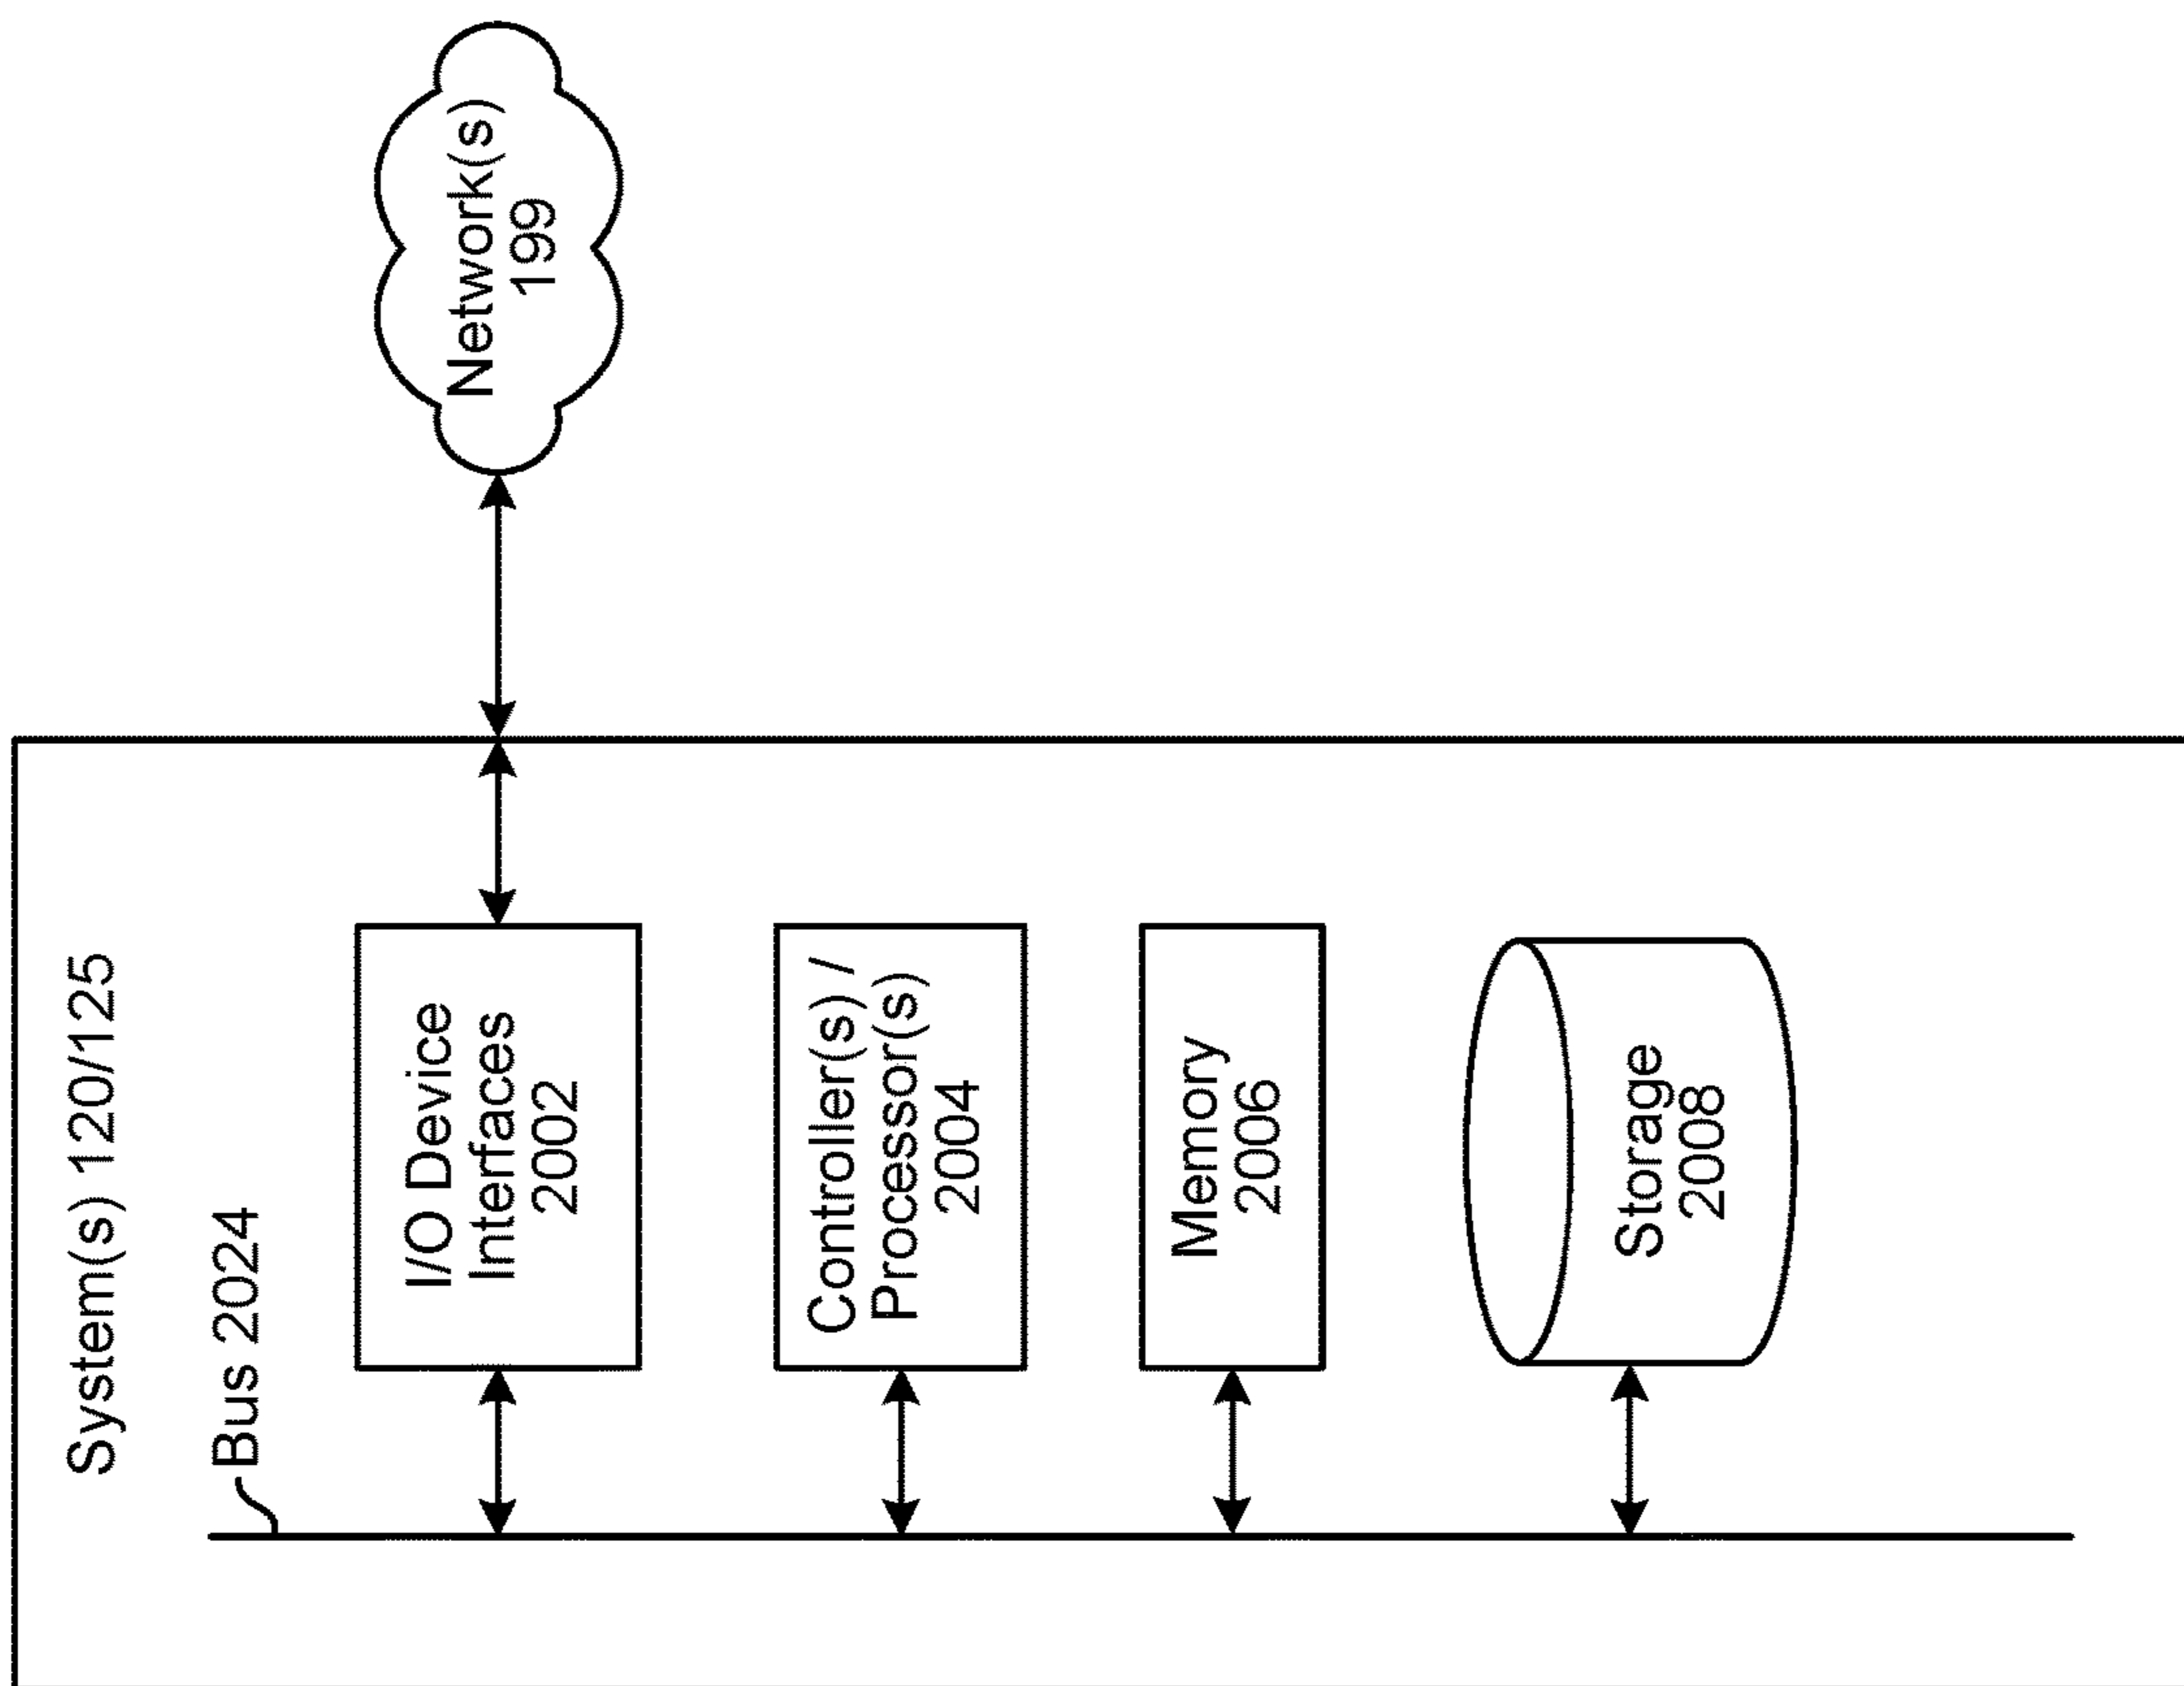 System(s) 120/125
Bus 2024
I/O Device
Interfaces
2002
Network(s)
199
Controller(s) /
Processor(s)
2004
Memory
2006
Storage
2008